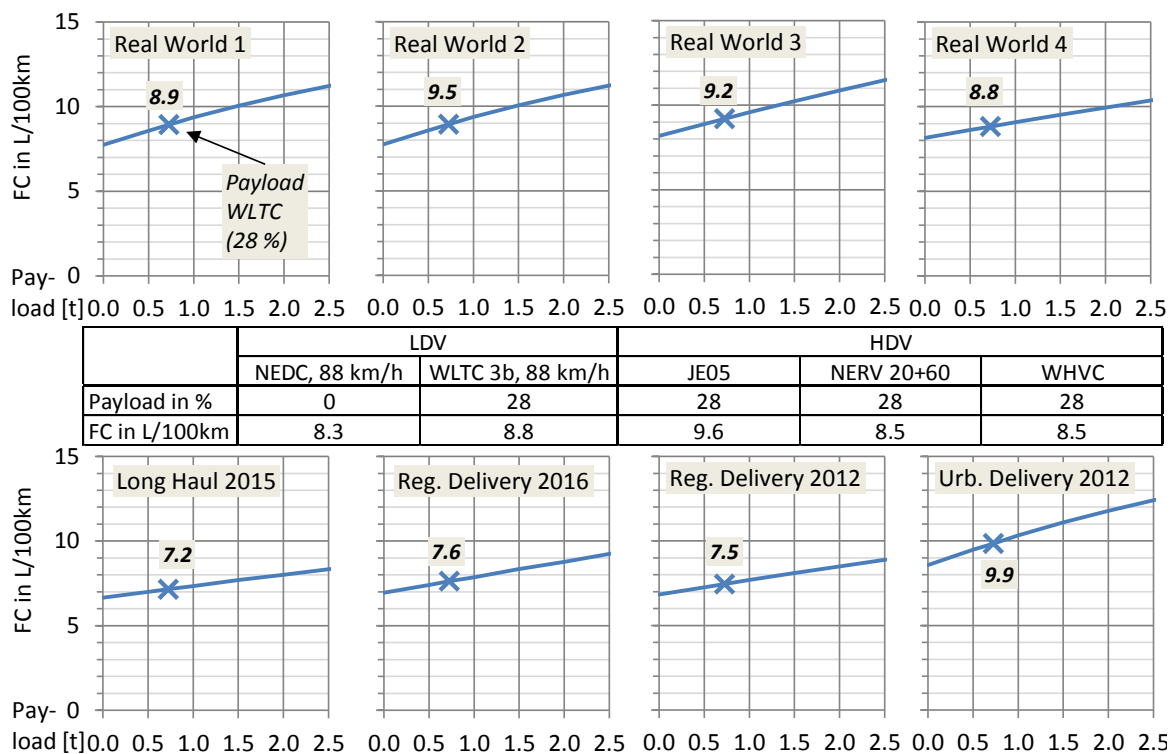 Real World 1
Real World 2
Real World 3
Real World 4
FC in L/100km
15
10
5
0
8.9
9.5
9.2
8.8
Payload
WLTC
(28 %)
Pay-
load [t]
0.0 0.5 1.0 1.5 2.0 2.5
0.0 0.5 1.0 1.5 2.0 2.5
0.0 0.5 1.0 1.5 2.0 2.5
0.0 0.5 1.0 1.5 2.0 2.5
LDV HDV
NEDC, 88 km/h WLTC 3b, 88 km/h JE05 NERV 20+60 WHVC
Payload in % 0 28 28 28 28
FC in L/100km 8.3 8.8 9.6 8.5 8.5
Long Haul 2015
Reg. Delivery 2016
Reg. Delivery 2012
Urb. Delivery 2012
FC in L/100km
15
10
5
0
7.2
7.6
7.5
9.9
Pay-
load [t]
0.0 0.5 1.0 1.5 2.0 2.5
0.0 0.5 1.0 1.5 2.0 2.5
0.0 0.5 1.0 1.5 2.0 2.5
0.0 0.5 1.0 1.5 2.0 2.5